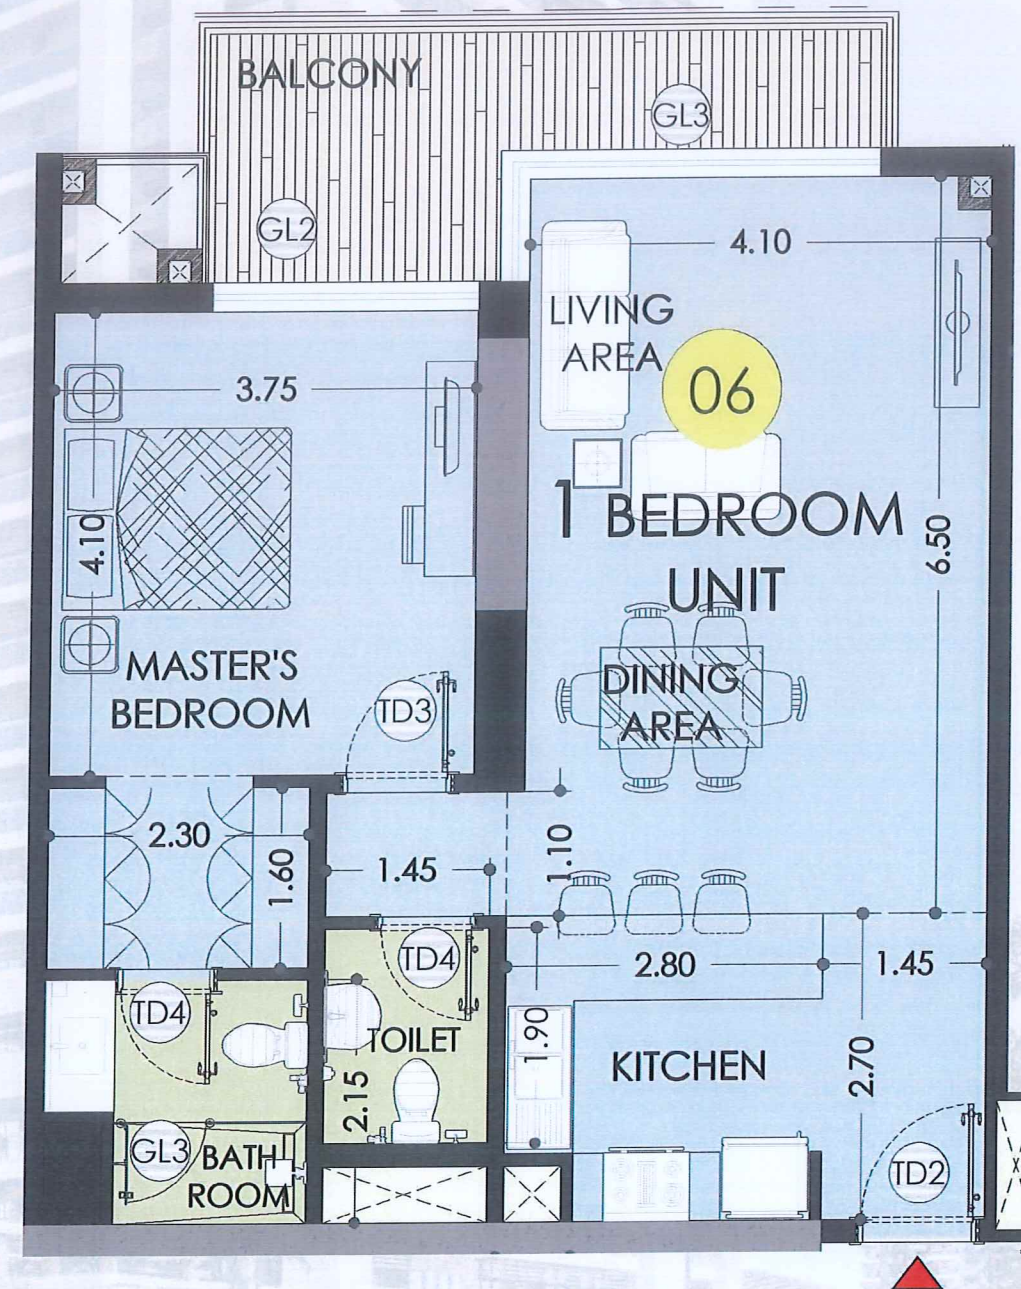 BALCONY
GL3
GL2
4.10
LIVING
AREA
3.75
06
1 BEDROOM
UNIT
4.10
6.50
MASTER'S
BEDROOM
TD3
DINING
AREA
2.30
1.60
1.45
1.10
TD4
TD4
TOILET
2.15
2.80
1.45
1.90
KITCHEN
2.70
GL3
BATH
ROOM
TD2